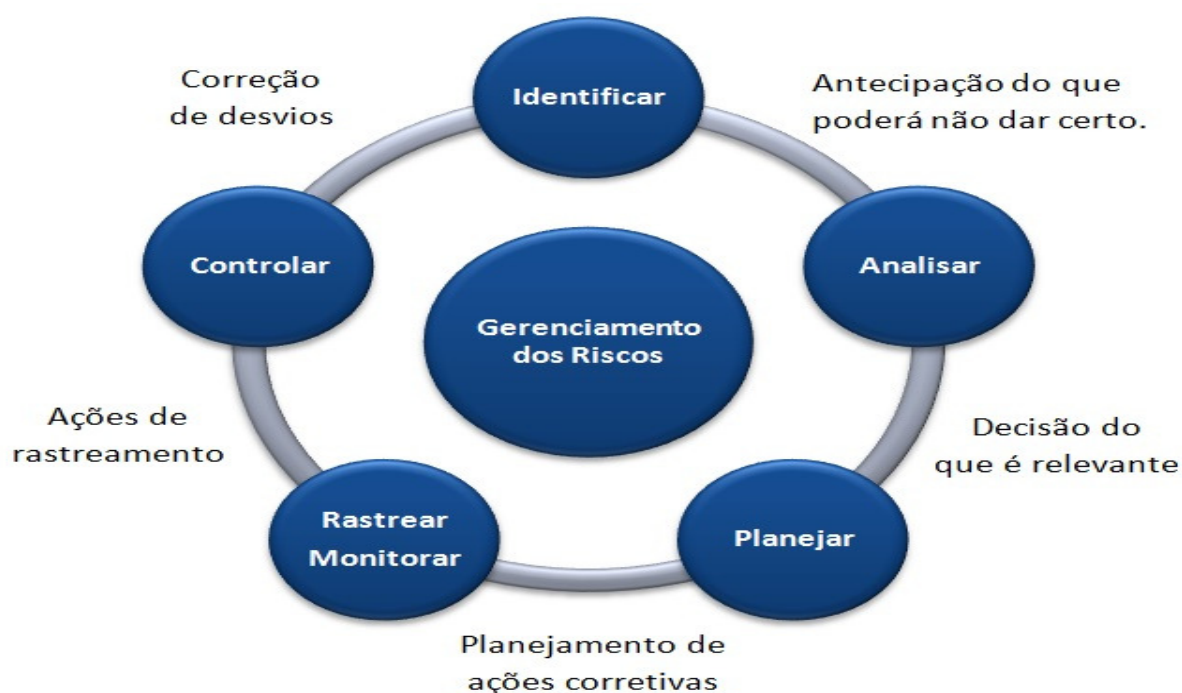 Identificar
Antecipação do que
poderá não dar certo.
Analisar
Decisão do
que é relevante
Planejar
Planejamento de
ações corretivas
Rastrear
Monitorar
Ações de
rastreamento
Controlar
Correção
de desvios
Gerenciamento
dos Riscos